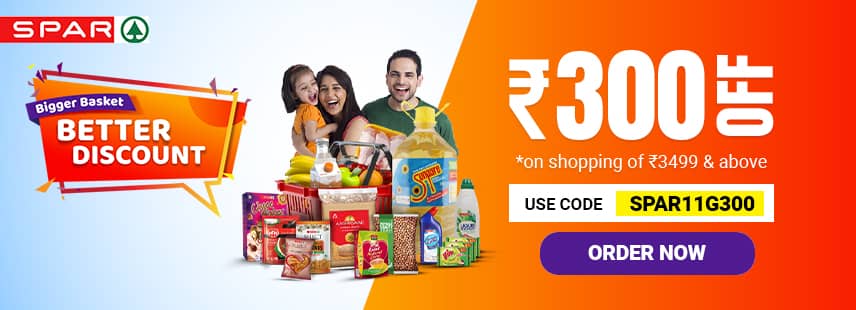 SPAR
Bigger Basket
BETTER
DISCOUNT
₹300 OFF
*on shopping of ₹3499 & above
USE CODE SPAR11G300
ORDER NOW